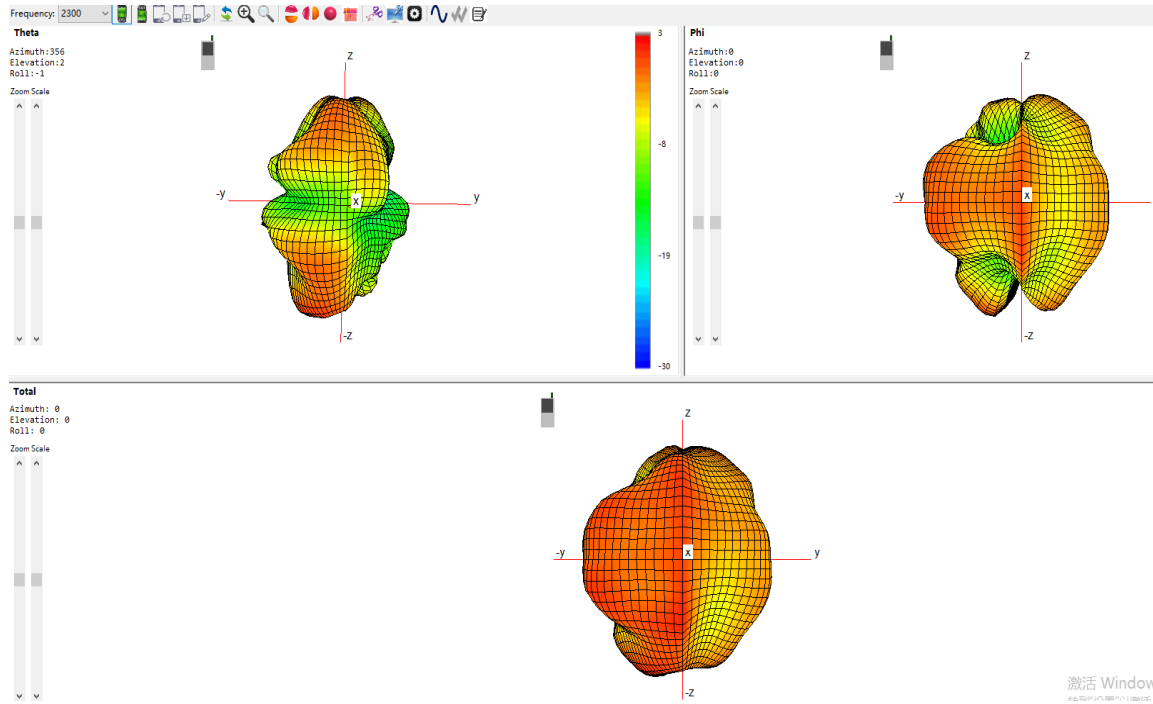 Frequency: 2300
Theta
Azimuth:356
Elevation:2
Roll:-1
Zoom Scale
Z
-y
X
y
-Z
3
-8
-19
-30
Phi
Azimuth:0
Elevation:0
Roll:0
Zoom Scale
Z
-y
X
-Z
Total
Azimuth: 0
Elevation: 0
Roll: 0
Zoom Scale
Z
-y
X
y
-Z
激活 Window